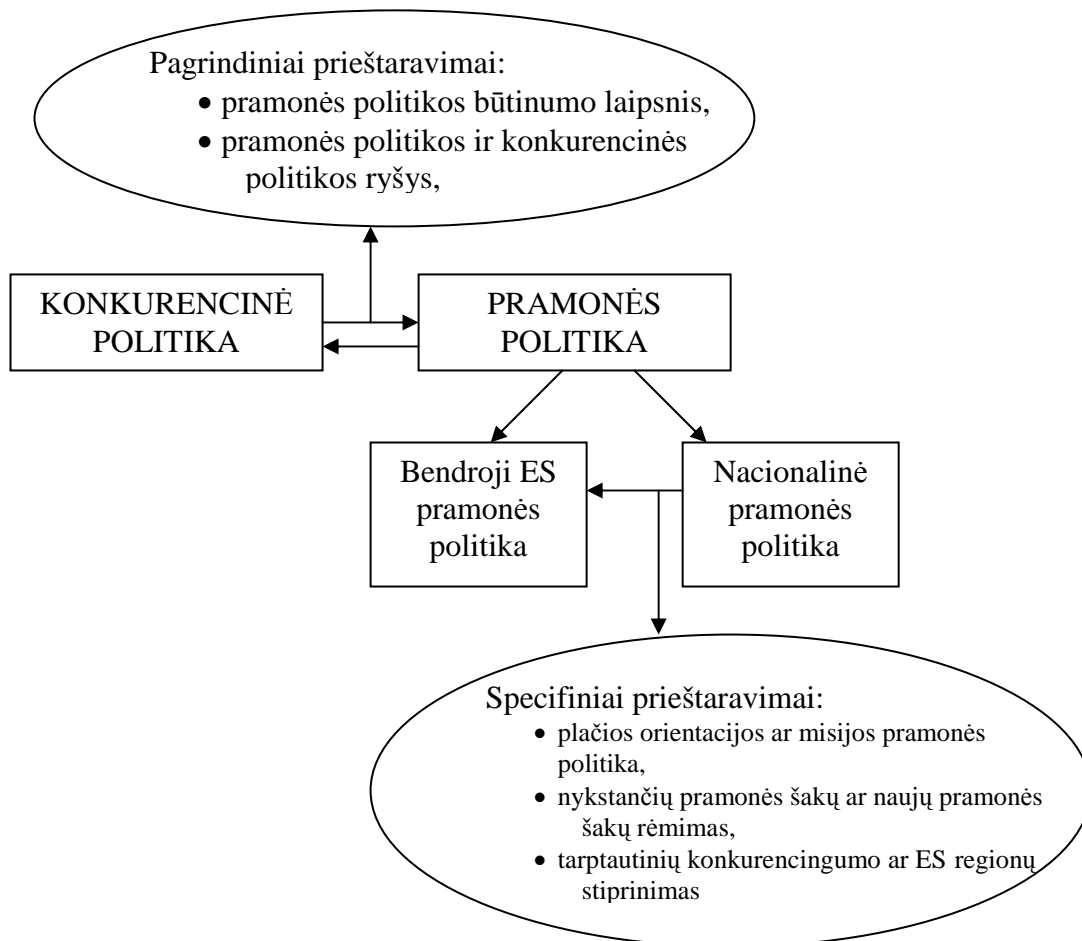 Pagrindiniai prieštaravimai:
• pramonės politikos būtinumo laipsnis,
• pramonės politikos ir konkurencinės
politikos ryšys,
KONKURENCINĖ
POLITIKA
PRAMONĖS
POLITIKA
Bendroji ES
pramonės
politika
Nacionalinė
pramonės
politika
Specifiniai prieštaravimai:
• plačios orientacijos ar misijos pramonės
politika,
• nykstančių pramonės šakų ar naujų pramonės
šakų rėmimas,
• tarptautinių konkurencingumo ar ES regionų
stiprinimas